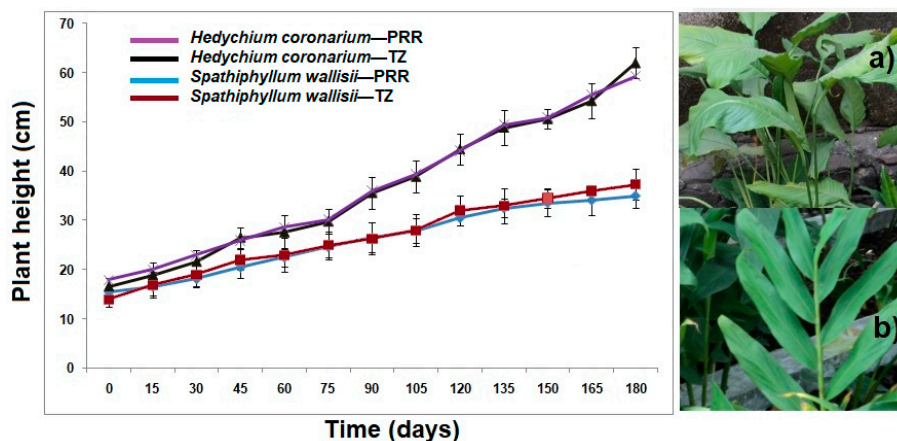 70
60
50
40
30
20
10
0
Plant height (cm)
Hedychium coronarium—PRR
Hedychium coronarium—TZ
Spathiphyllum wallisii—PRR
Spathiphyllum wallisii—TZ
0 15 30 45 60 75 90 105 120 135 150 165 180
Time (days)
a)
b)